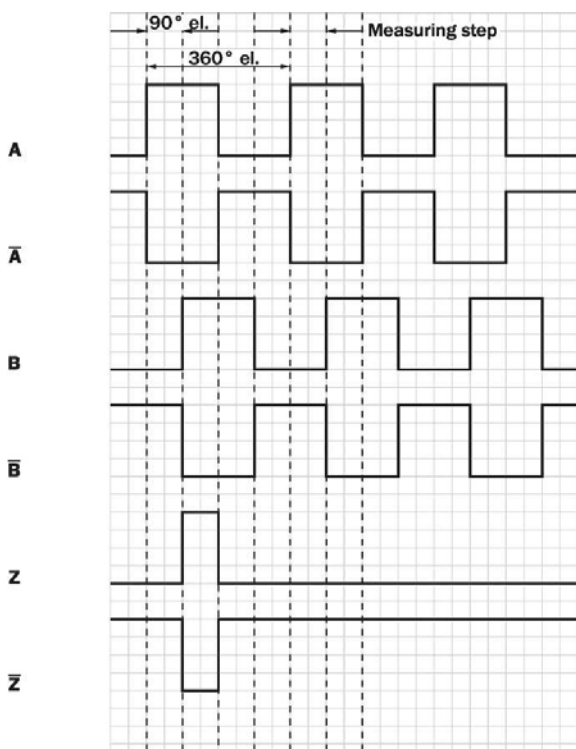 90° el.
Measuring step
360° el.
A
A̅
B
B̅
Z
Z̅